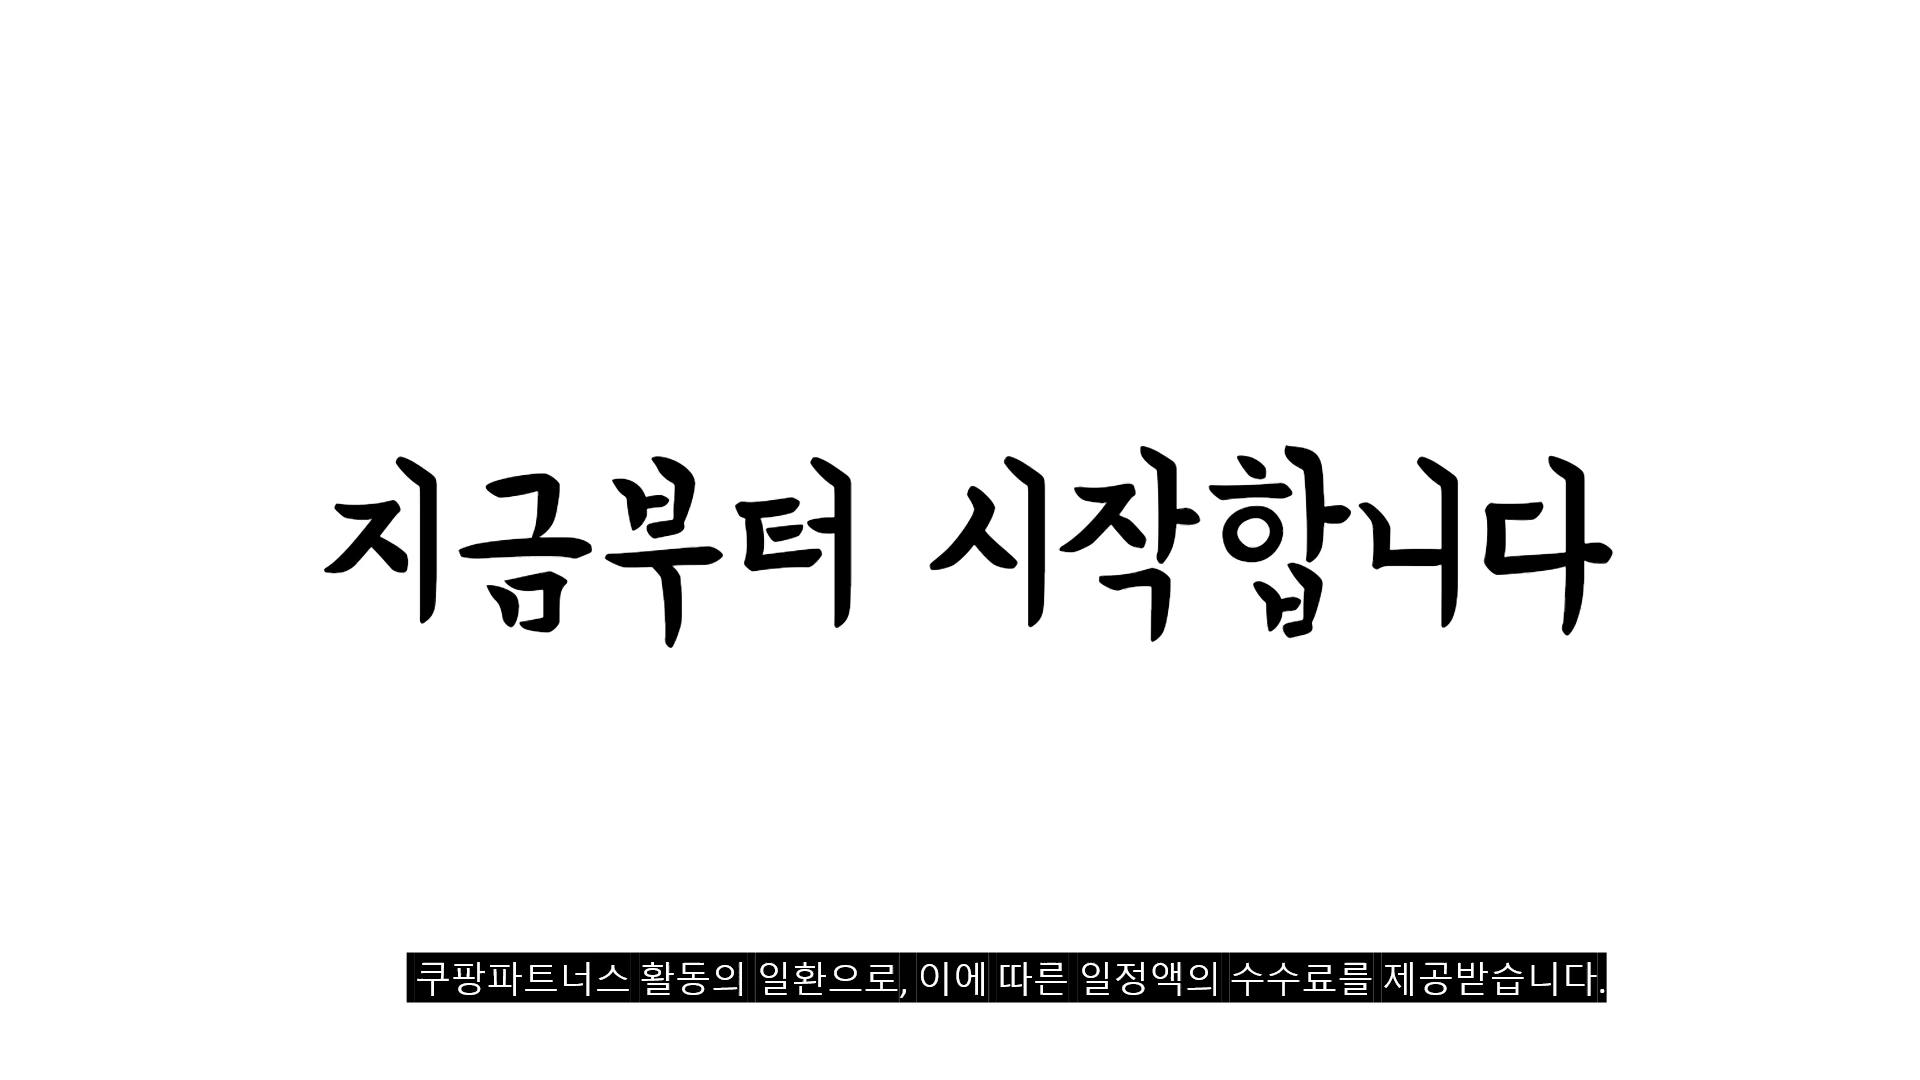 지금부터 시작합니다
쿠팡파트너스 활동의 일환으로, 이에 따른 일정액의 수수료를 제공받습니다.